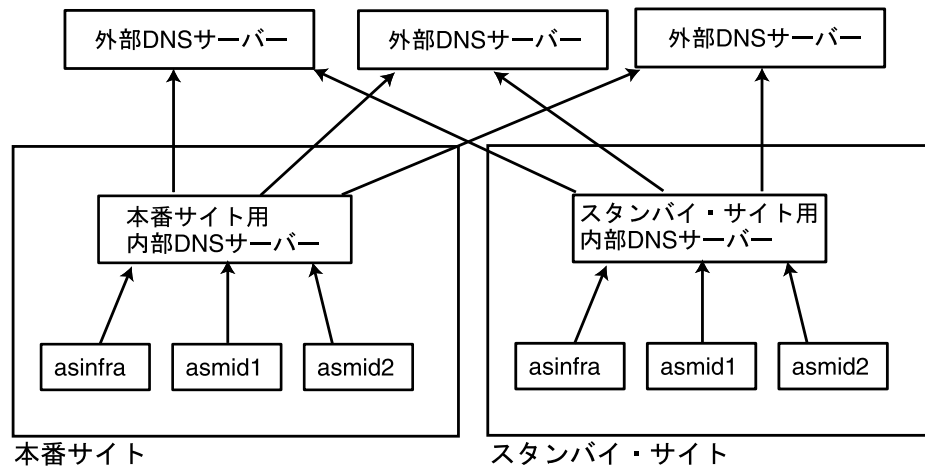 外部DNSサーバー
外部DNSサーバー
外部DNSサーバー
本番サイト用
内部DNSサーバー
スタンバイ・サイト用
内部DNSサーバー
asinfra
asmid1
asmid2
asinfra
asmid1
asmid2
本番サイト
スタンバイ・サイト